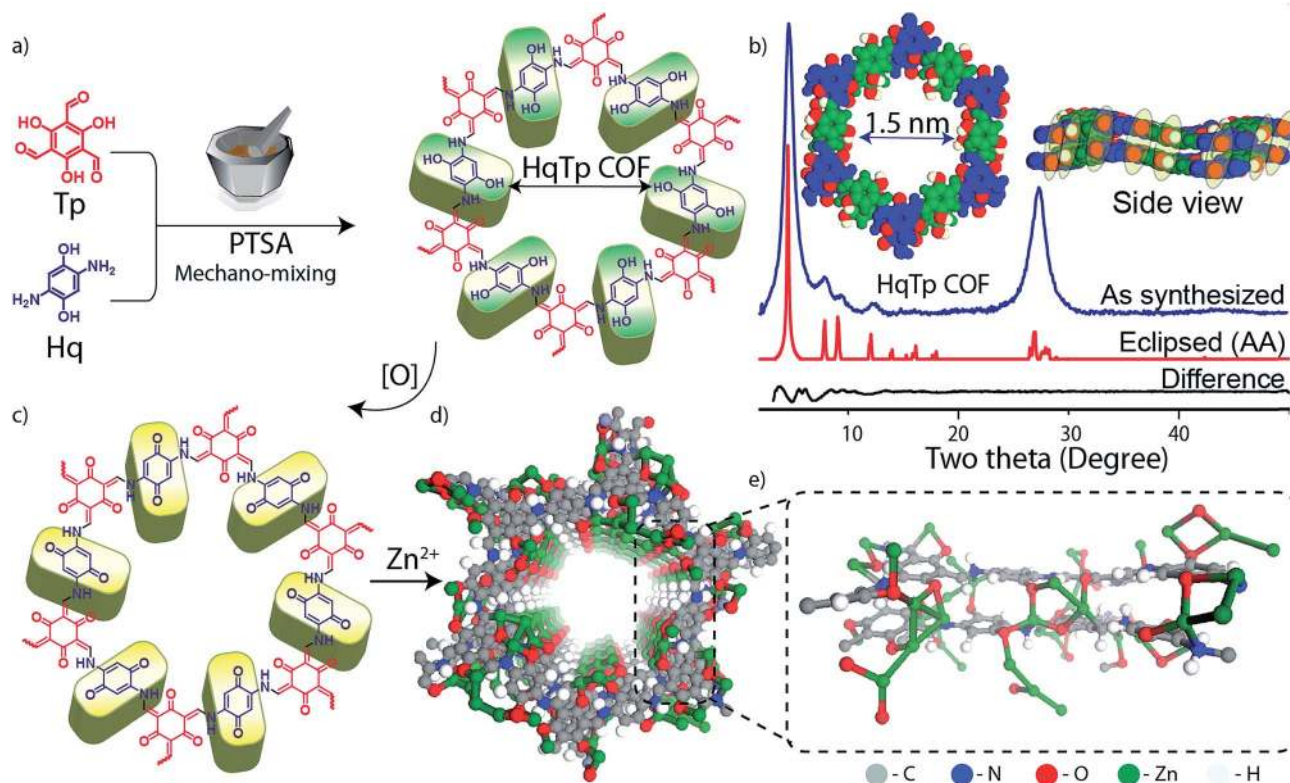 a)
OH
HO
OH
O
O
O
Tp
OH
NH₂
H₂N
OH
Hq
PTSA
Mechano-mixing
HqTp COF
b)
1.5 nm
Side view
HqTp COF
As synthesized
Eclipsed (AA)
Difference
10 20 30 40
Two theta (Degree)
[O]
c)
Zn²⁺
d)
e)
- C - N - O - Zn - H